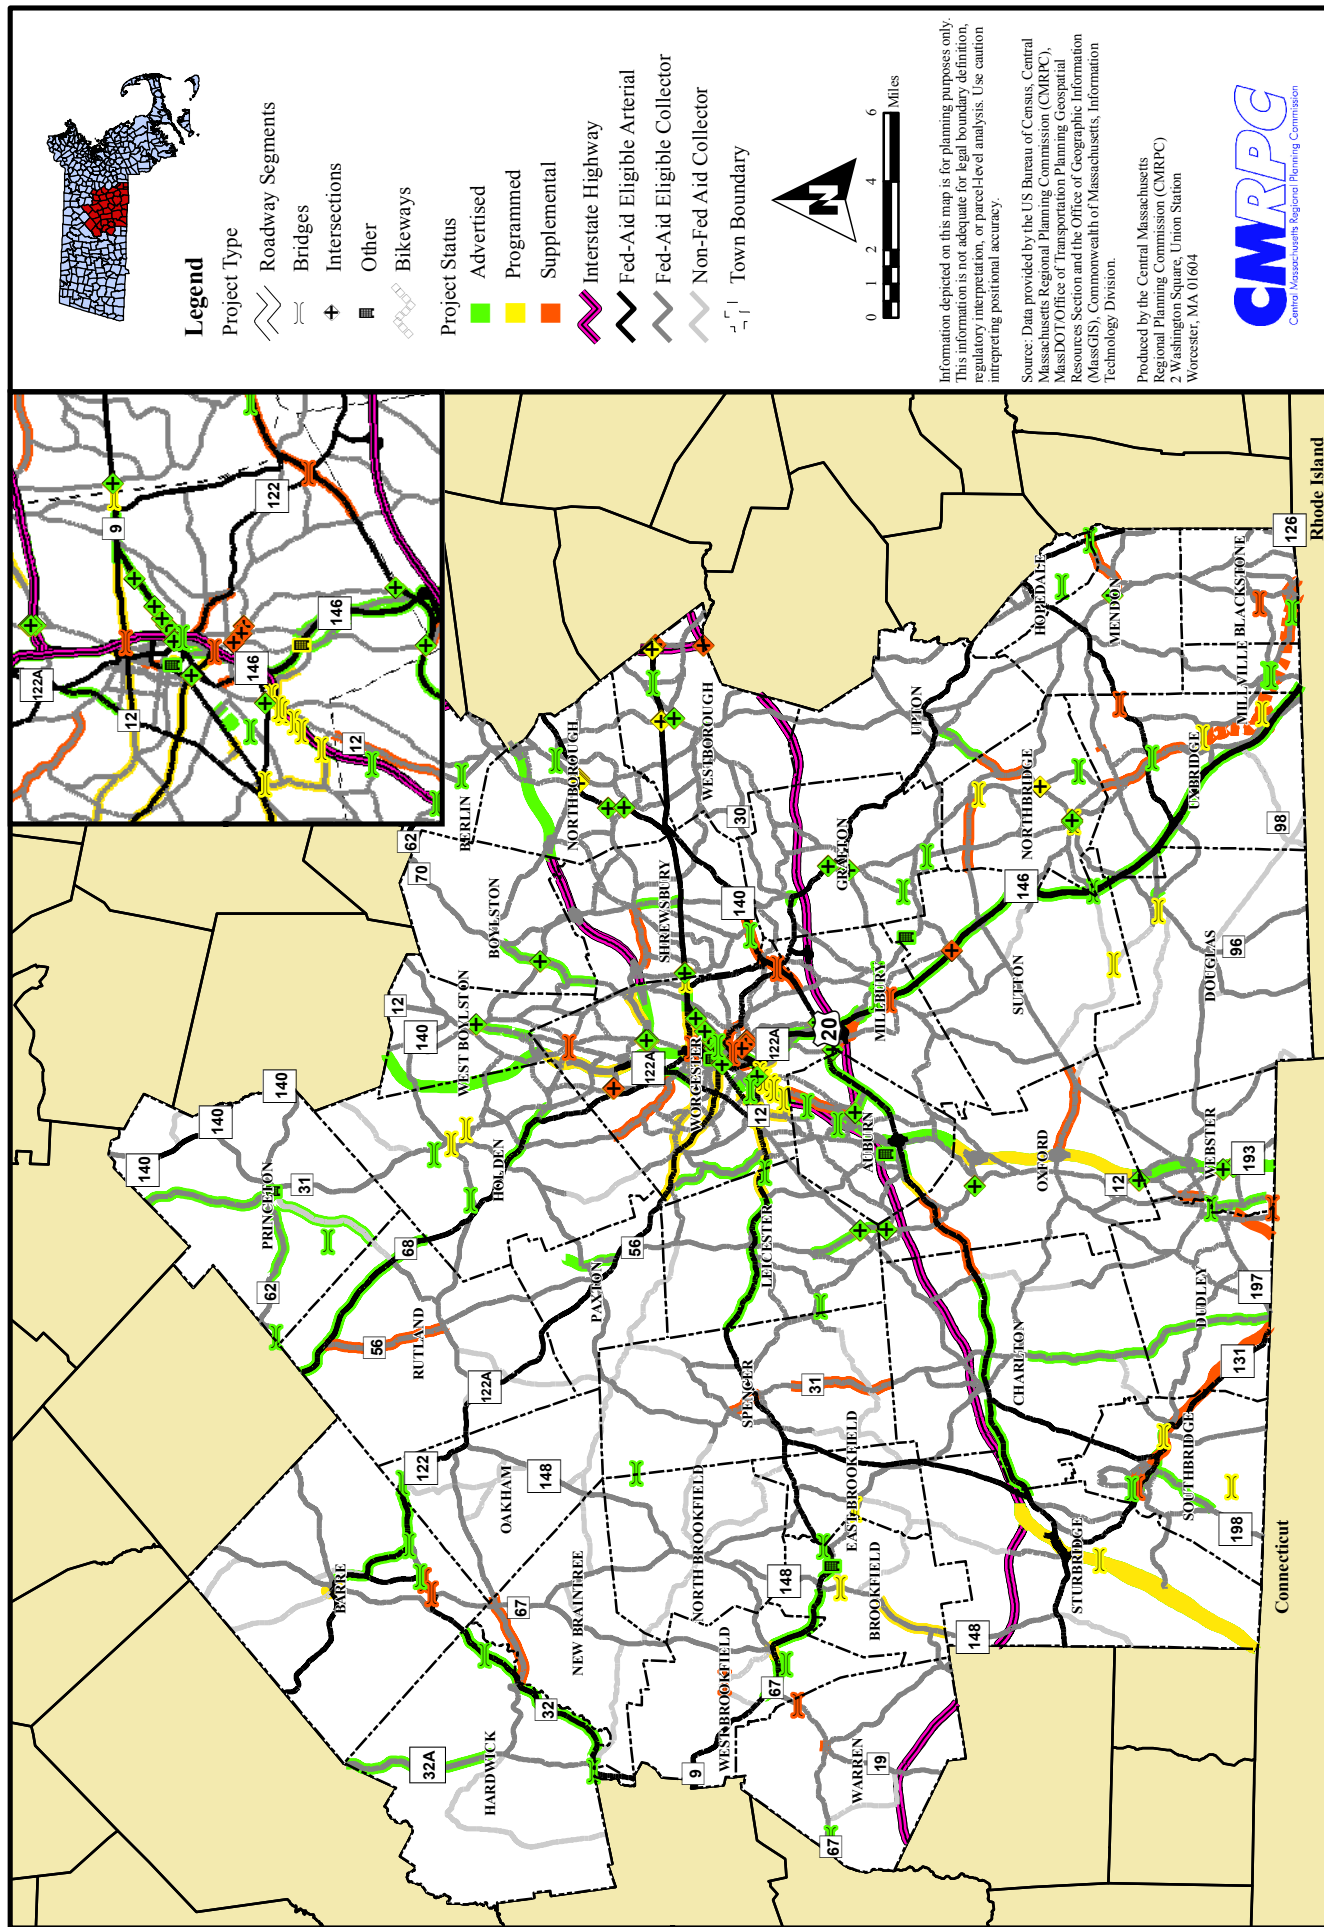 Legend
Project Type
Roadway Segments
Bridges
Intersections
Other
Bikeways
Project Status
Advertised
Programmed
Supplemental
Interstate Highway
Fed-Aid Eligible Arterial
Fed-Aid Eligible Collector
Non-Fed Aid Collector
Town Boundary
N
0 1 2 4 6
Miles
Information depicted on this map is for planning purposes only.
This information is not adequate for legal boundary definition,
regulatory interpretation, or parcel-level analysis. Use caution
intrepreting positional accuracy.
Source: Data provided by the US Bureau of Census, Central
Massachusetts Regional Planning Commission (CMRPC),
MassDOT/Office of Transportation Planning Geospatial
Resources Section and the Office of Geographic Information
(MassGIS), Commonwealth of Massachusetts, Information
Technology Division.
Produced by the Central Massachusetts
Regional Planning Commission (CMRPC)
2 Washington Square, Union Station
Worcester, MA 01604
CMRPC
Central Massachusetts Regional Planning Commission
122A
9
12
122
146
146
12
140
140
140
PRINCETON
31
62
68
56
RUTLAND
HOLDEN
12
140
WEST BOYLSTON
BOYLSTON
70
62
BERLIN
NORTHBOROUGH
WESTBOROUGH
SHREWSBURY
30
140
GRAFTON
122A
WORCESTER
122A
12
20
MILLBURY
AUBURN
LEICESTER
PAXTON
56
122A
122
BARRE
OAKHAM
148
67
NEW BRAINTREE
32
32A
HARDWICK
NORTH BROOKFIELD
WEST BROOKFIELD
67
9
67
WARREN
19
148
BROOKFIELD
EAST BROOKFIELD
148
SPENCER
31
CHARLTON
STURBRIDGE
SOUTHBRIDGE
198
131
DUDLEY
197
WEBSTER
193
12
OXFORD
SUTTON
146
DOUGLAS
96
98
UXBRIDGE
NORTHBRIDGE
UPTON
HOPEDALE
MENDON
MILLVILLE
BLACKSTONE
126
Rhode Island
Connecticut